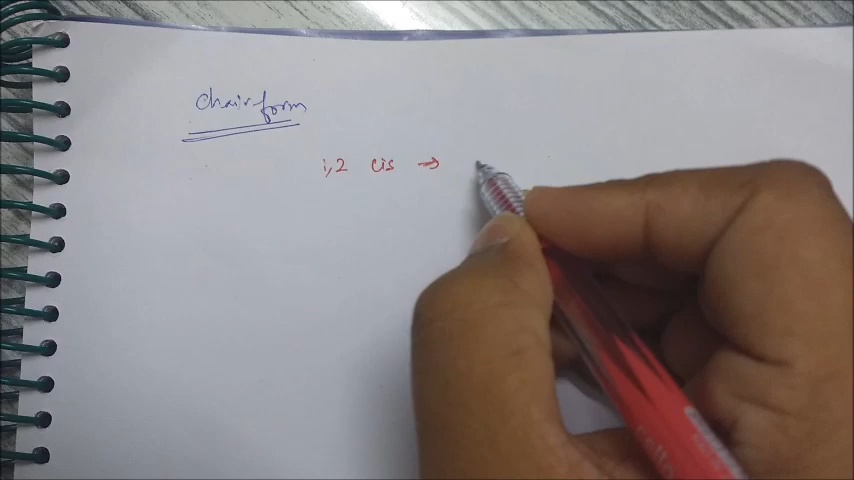 chair form
1,2 cis →